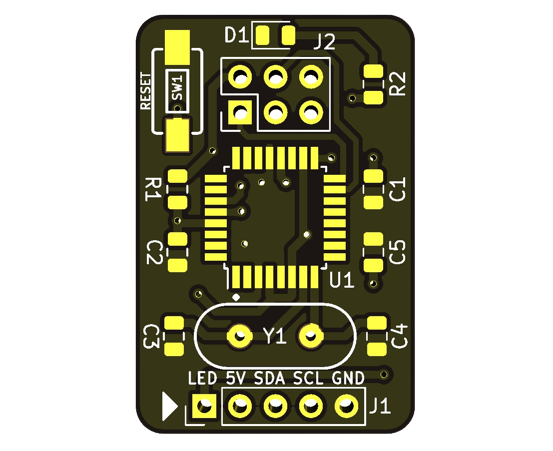 D1
J2
RESET
SW1
R2
R1
C1
C2
C5
U1
C3
Y1
C4
LED 5V SDA SCL GND
J1